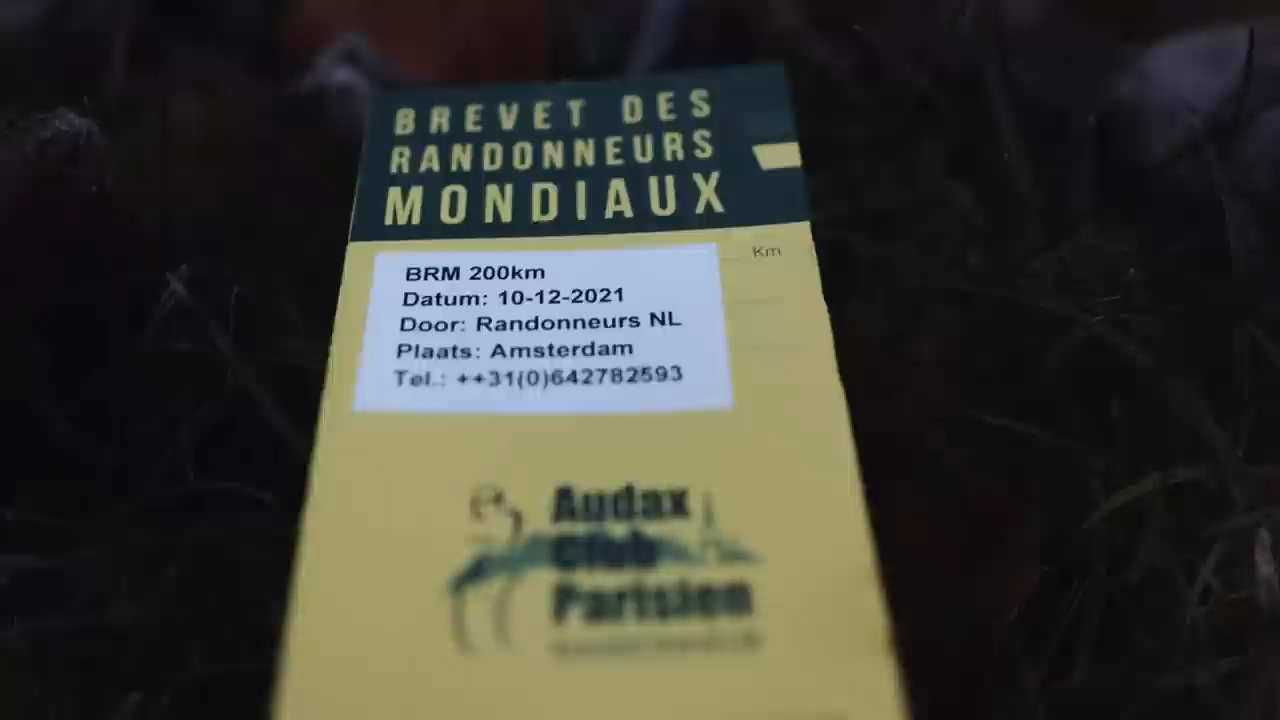 BREVET DES
RANDONNEURS
MONDIAUX
Km
BRM 200km
Datum: 10-12-2021
Door: Randonneurs NL
Plaats: Amsterdam
Tel.: ++31(0)642782593
Audax
Club
Parisien